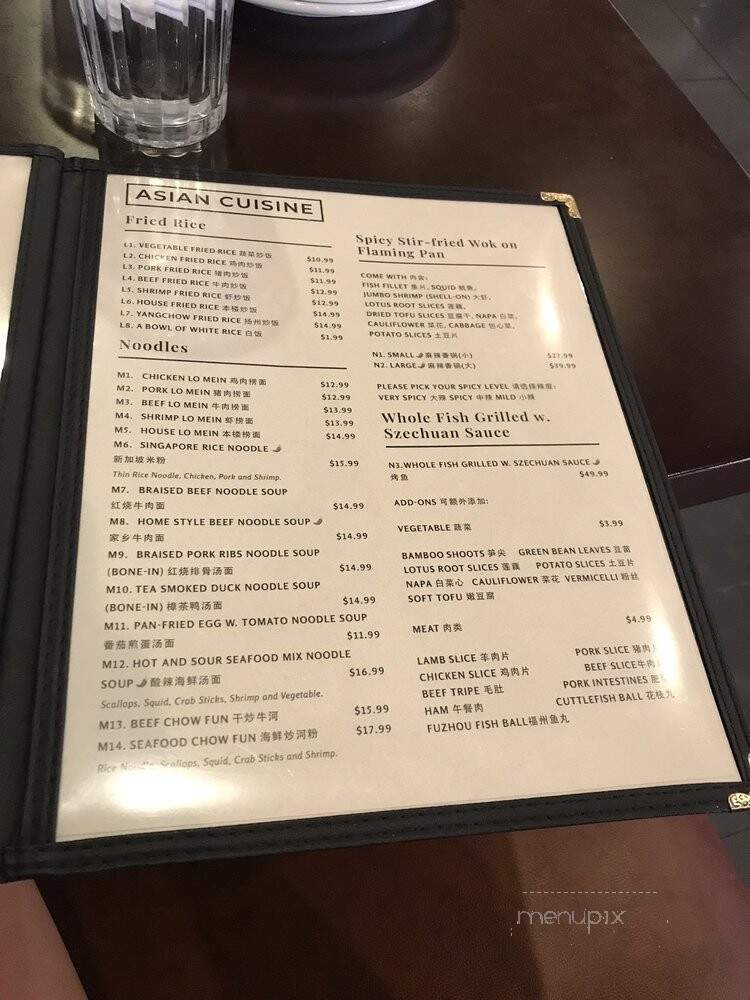 ASIAN CUISINE
Fried Rice
L1. VEGETABLE FRIED RICE 蔬菜炒饭 $10.99
L2. CHICKEN FRIED RICE 鸡肉炒饭 $11.99
L3. PORK FRIED RICE 猪肉炒饭 $11.99
L4. BEEF FRIED RICE 牛肉炒饭 $12.99
L5. SHRIMP FRIED RICE 虾炒饭 $12.99
L6. HOUSE FRIED RICE 本楼炒饭 $14.99
L7. YANGCHOW FRIED RICE 扬州炒饭 $14.99
L8. A BOWL OF WHITE RICE 白饭 $1.99
Noodles
M1. CHICKEN LO MEIN 鸡肉捞面 $12.99
M2. PORK LO MEIN 猪肉捞面 $12.99
M3. BEEF LO MEIN 牛肉捞面 $13.99
M4. SHRIMP LO MEIN 虾捞面 $13.99
M5. HOUSE LO MEIN 本楼捞面 $14.99
M6. SINGAPORE RICE NOODLE
新加坡米粉 $15.99
Thin Rice Noodle, Chicken, Pork and Shrimp.
M7. BRAISED BEEF NOODLE SOUP
红烧牛肉面 $14.99
M8. HOME STYLE BEEF NOODLE SOUP
家乡牛肉面 $14.99
M9. BRAISED PORK RIBS NOODLE SOUP
(BONE-IN) 红烧排骨汤面 $14.99
M10. TEA SMOKED DUCK NOODLE SOUP
(BONE-IN) 樟茶鸭汤面 $14.99
M11. PAN-FRIED EGG W. TOMATO NOODLE SOUP
番茄煎蛋汤面 $11.99
M12. HOT AND SOUR SEAFOOD MIX NOODLE
SOUP 酸辣海鲜汤面 $16.99
Scallops, Squid, Crab Sticks, Shrimp and Vegetable.
M13. BEEF CHOW FUN 干炒牛河 $15.99
M14. SEAFOOD CHOW FUN 海鲜炒河粉 $17.99
Rice Noodle, Scallops, Squid, Crab Sticks and Shrimp.
Spicy Stir-fried Wok on
Flaming Pan
COME WITH 内含:
FISH FILLET 鱼片, SQUID 鱿鱼,
JUMBO SHRIMP (SHELL-ON) 大虾,
LOTUS ROOT SLICES 莲藕,
DRIED TOFU SLICES 豆腐干, NAPA 白菜,
CAULIFLOWER 菜花, CABBAGE 包心菜,
POTATO SLICES 土豆片
N1. SMALL 麻辣香锅(小) $27.99
N2. LARGE 麻辣香锅(大) $39.99
PLEASE PICK YOUR SPICY LEVEL 请选择辣度:
VERY SPICY 大辣 SPICY 中辣 MILD 小辣
Whole Fish Grilled w.
Szechuan Sauce
N3.WHOLE FISH GRILLED W. SZECHUAN SAUCE
烤鱼 $49.99
ADD-ONS 可额外添加:
VEGETABLE 蔬菜 $3.99
BAMBOO SHOOTS 笋尖 GREEN BEAN LEAVES 豆苗
LOTUS ROOT SLICES 莲藕 POTATO SLICES 土豆片
NAPA 白菜心 CAULIFLOWER 菜花 VERMICELLI 粉丝
SOFT TOFU 嫩豆腐
MEAT 肉类 $4.99
LAMB SLICE 羊肉片 PORK SLICE 猪肉
CHICKEN SLICE 鸡肉片 BEEF SLICE牛肉
BEEF TRIPE 毛肚 PORK INTESTINES 肥
HAM 午餐肉 CUTTLEFISH BALL 花枝丸
FUZHOU FISH BALL福州鱼丸
menupix